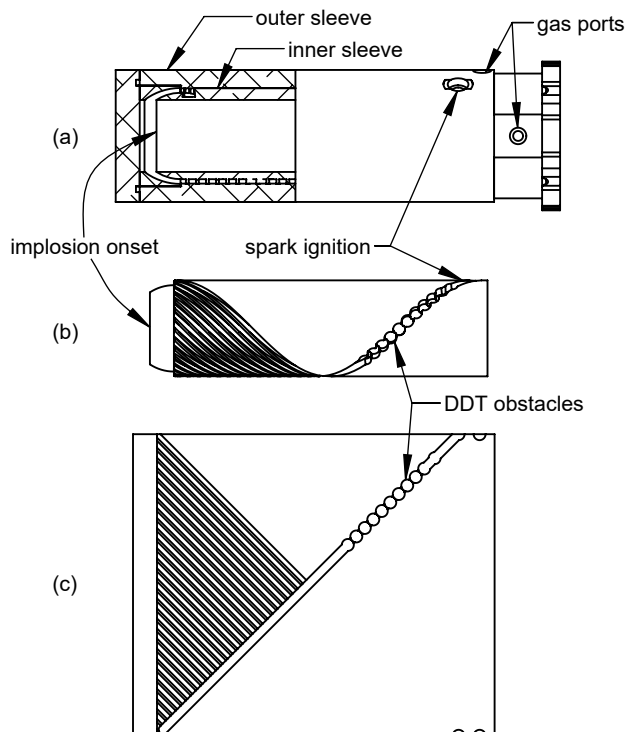 outer sleeve
inner sleeve
gas ports
(a)
implosion onset
spark ignition
(b)
DDT obstacles
(c)